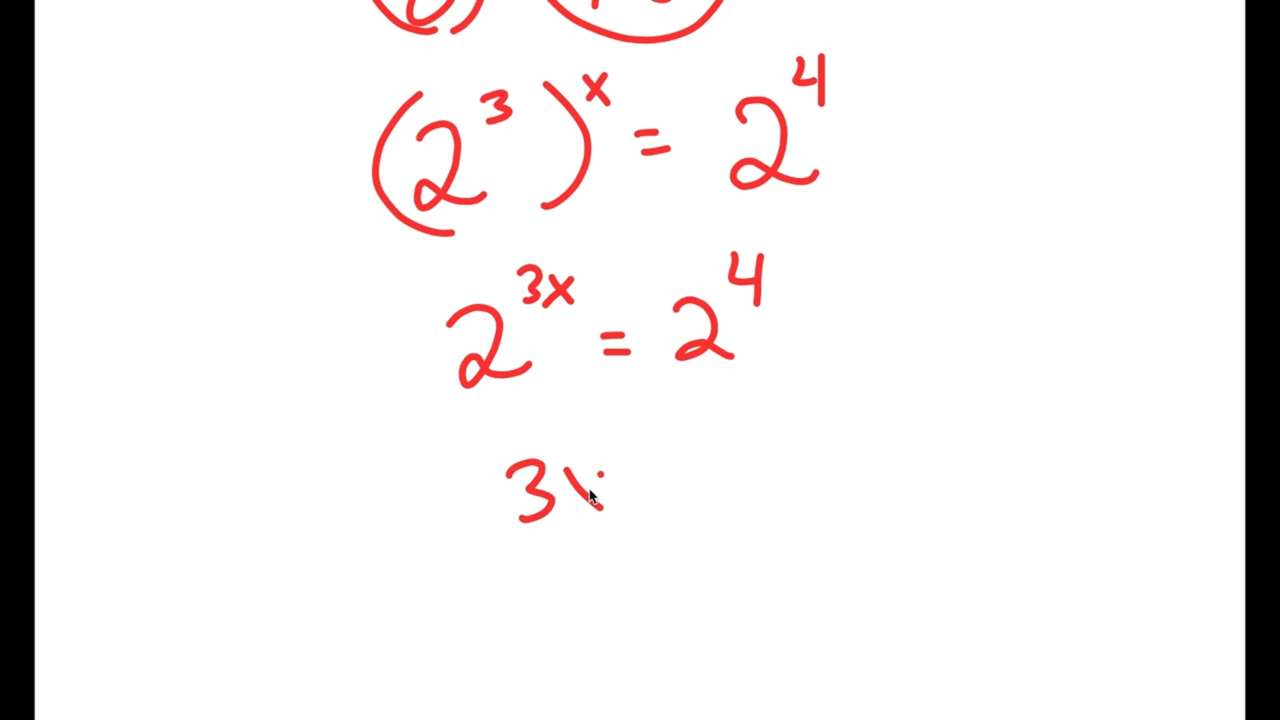 (2³)ˣ = 2⁴
2³ˣ = 2⁴
3